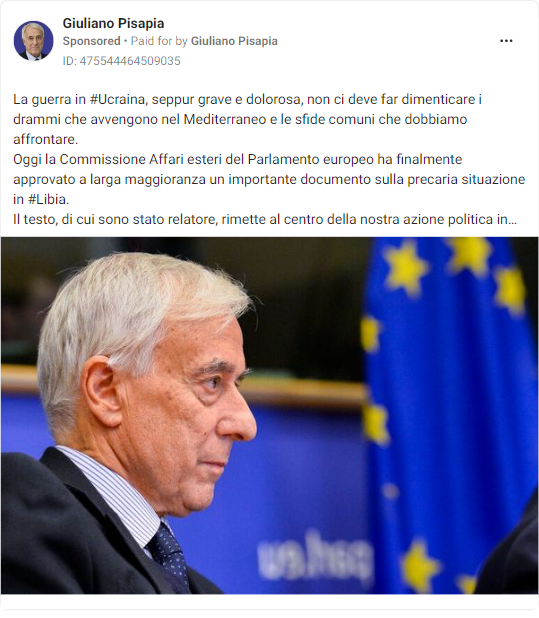 Giuliano Pisapia
Sponsored • Paid for by Giuliano Pisapia
ID: 475544464509035
La guerra in #Ucraina, seppur grave e dolorosa, non ci deve far dimenticare i
drammi che avvengono nel Mediterraneo e le sfide comuni che dobbiamo
affrontare.
Oggi la Commissione Affari esteri del Parlamento europeo ha finalmente
approvato a larga maggioranza un importante documento sulla precaria situazione
in #Libia.
Il testo, di cui sono stato relatore, rimette al centro della nostra azione politica in...